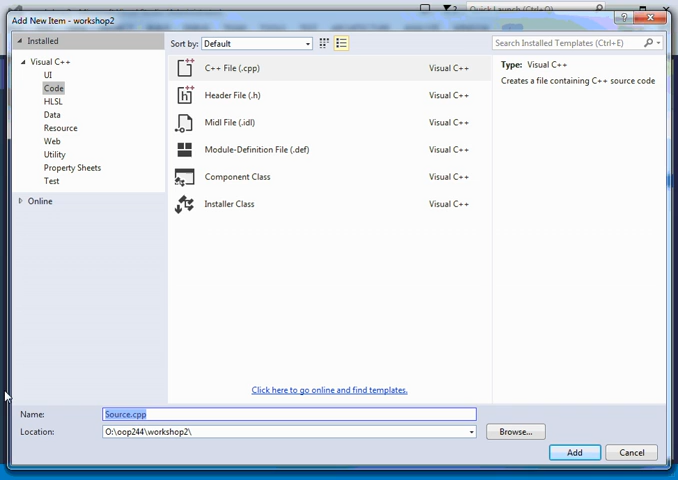 Quick Launch (Ctrl+Q)
Add New Item - workshop2
Installed
Sort by: Default
Search Installed Templates (Ctrl+E)
Visual C++
UI
Code
HLSL
Data
Resource
Web
Utility
Property Sheets
Test
Online
C++ File (.cpp) Visual C++
Header File (.h) Visual C++
Midl File (.idl) Visual C++
Module-Definition File (.def) Visual C++
Component Class Visual C++
Installer Class Visual C++
Type: Visual C++
Creates a file containing C++ source code
Click here to go online and find templates.
Name: Source.cpp
Location: O:\oop244\workshop2\
Browse...
Add Cancel